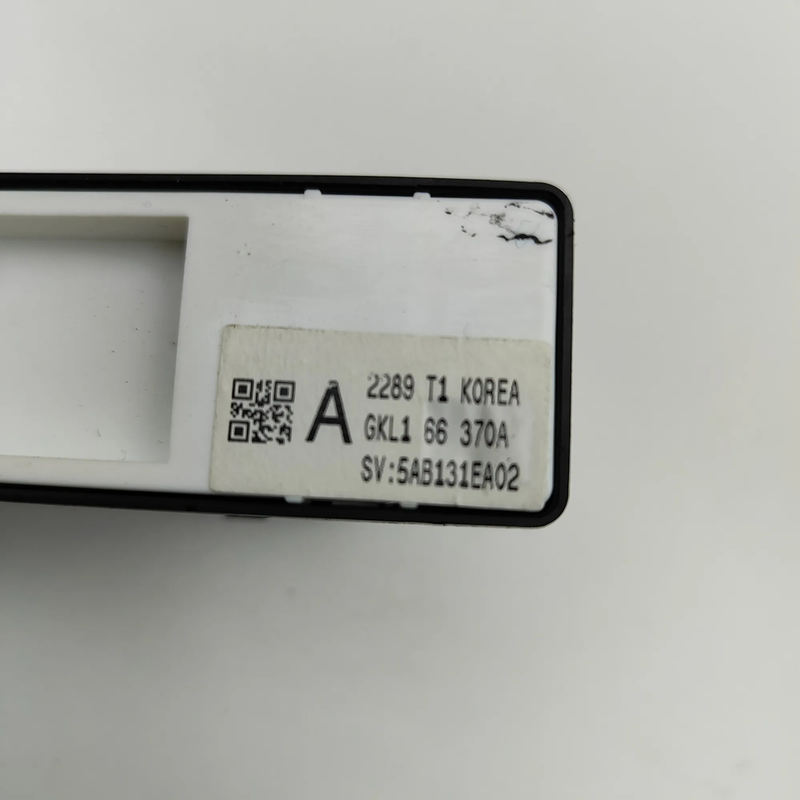 A
2289 T1 KOREA
GKL1 66 370A
SV:5AB131EA02